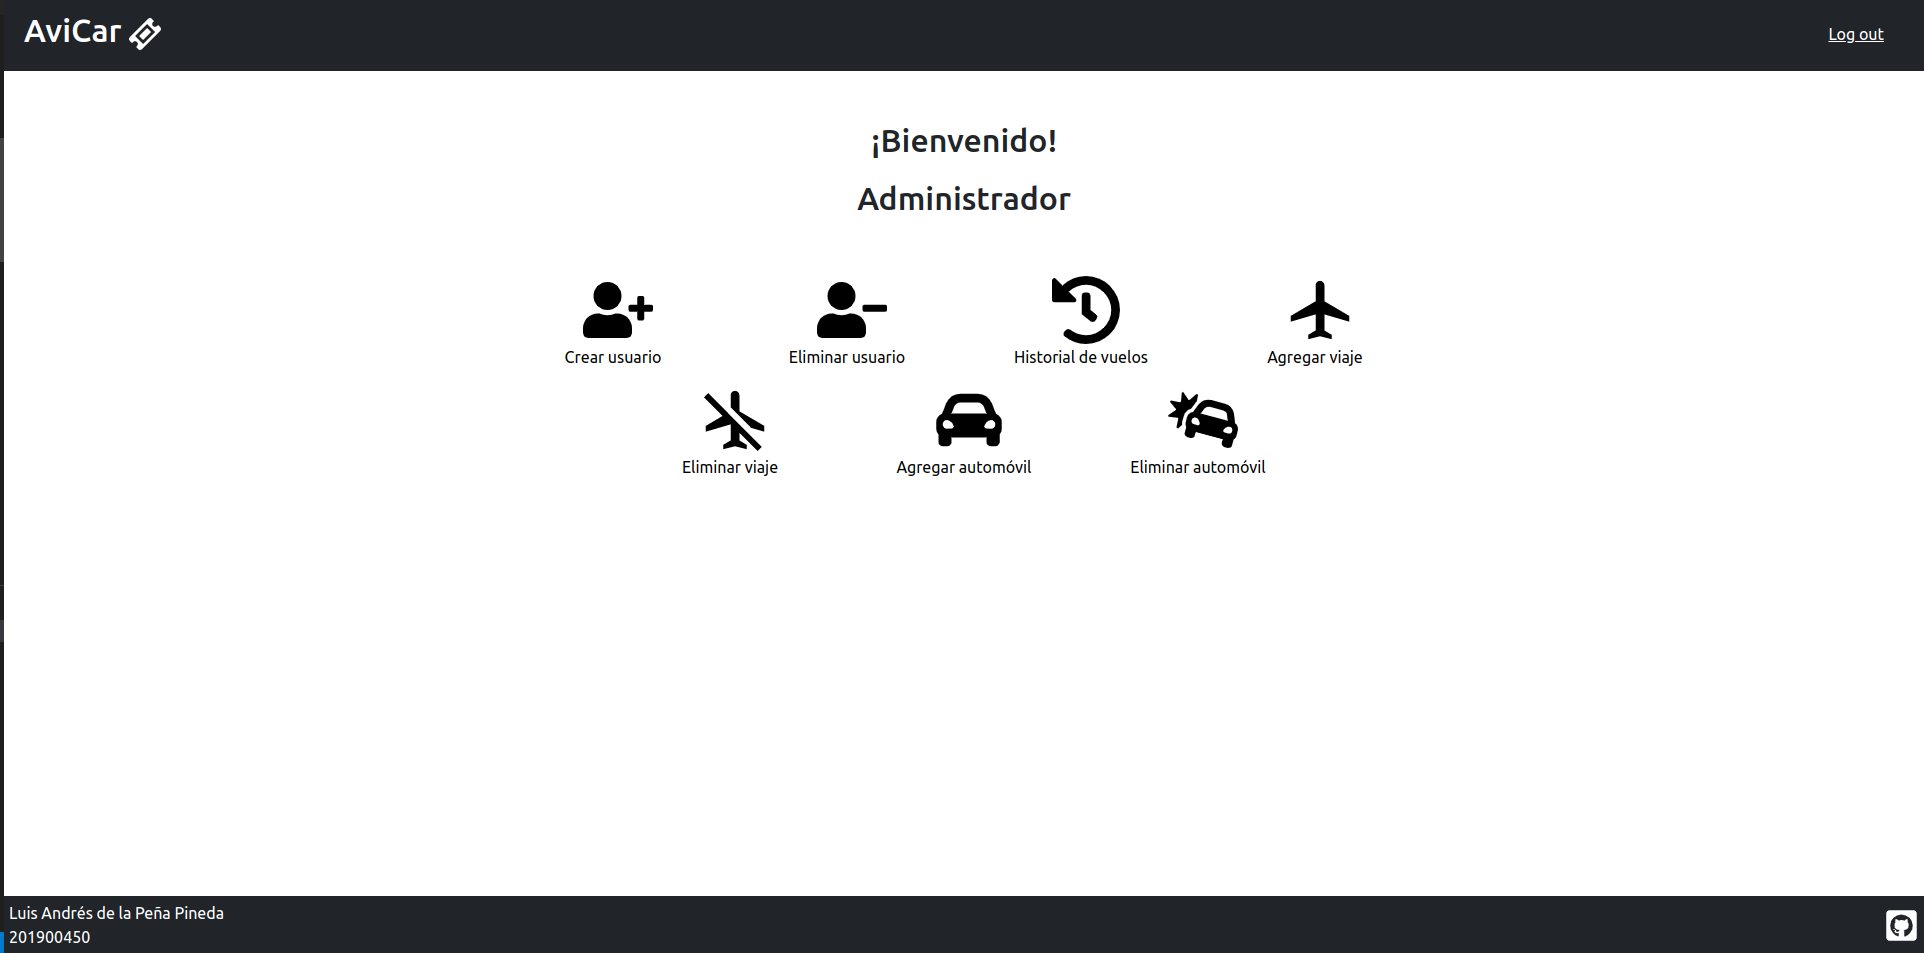 AviCar
Log out
¡Bienvenido!
Administrador
Crear usuario
Eliminar usuario
Historial de vuelos
Agregar viaje
Eliminar viaje
Agregar automóvil
Eliminar automóvil
Luis Andrés de la Peña Pineda
201900450